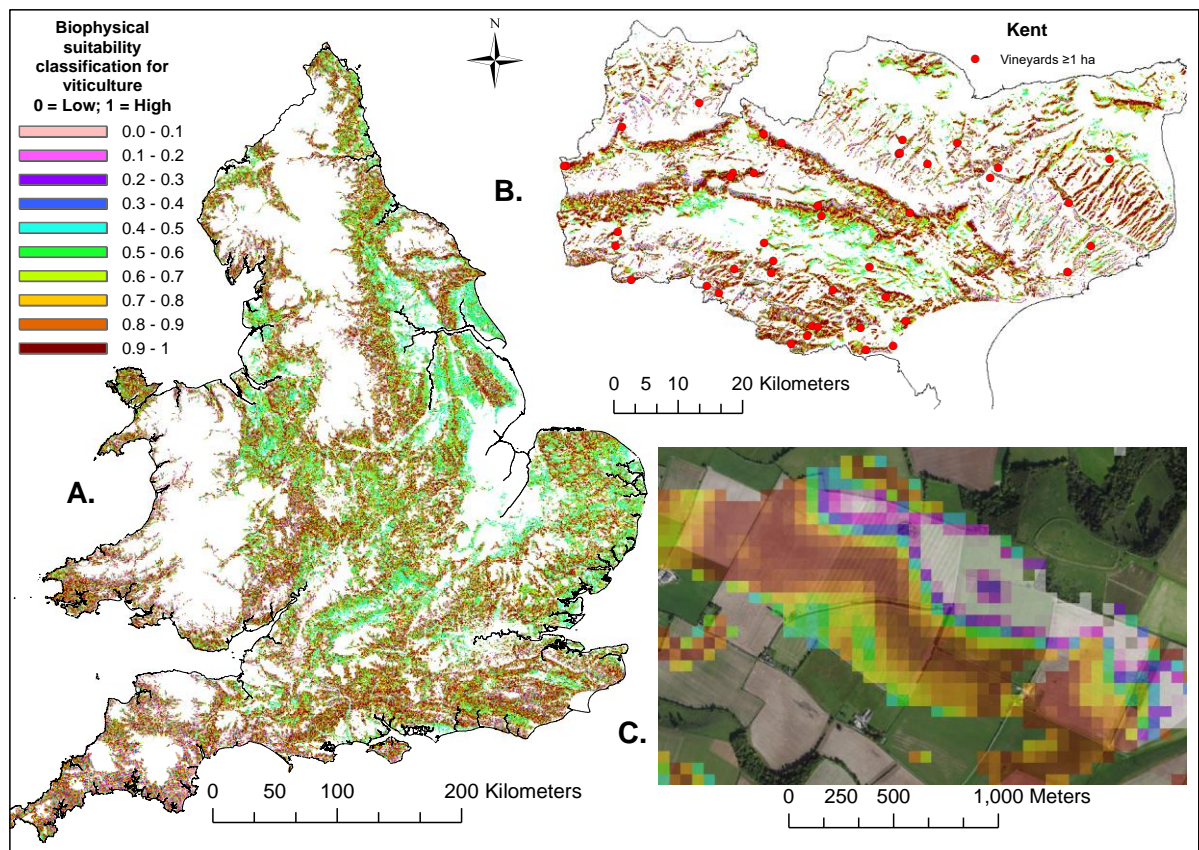 Biophysical
suitability
classification for
viticulture
0 = Low; 1 = High
0.0 - 0.1
0.1 - 0.2
0.2 - 0.3
0.3 - 0.4
0.4 - 0.5
0.5 - 0.6
0.6 - 0.7
0.7 - 0.8
0.8 - 0.9
0.9 - 1
N
A.
0 50 100 200 Kilometers
Kent
Vineyards ≥1 ha
B.
0 5 10 20 Kilometers
C.
0 250 500 1,000 Meters